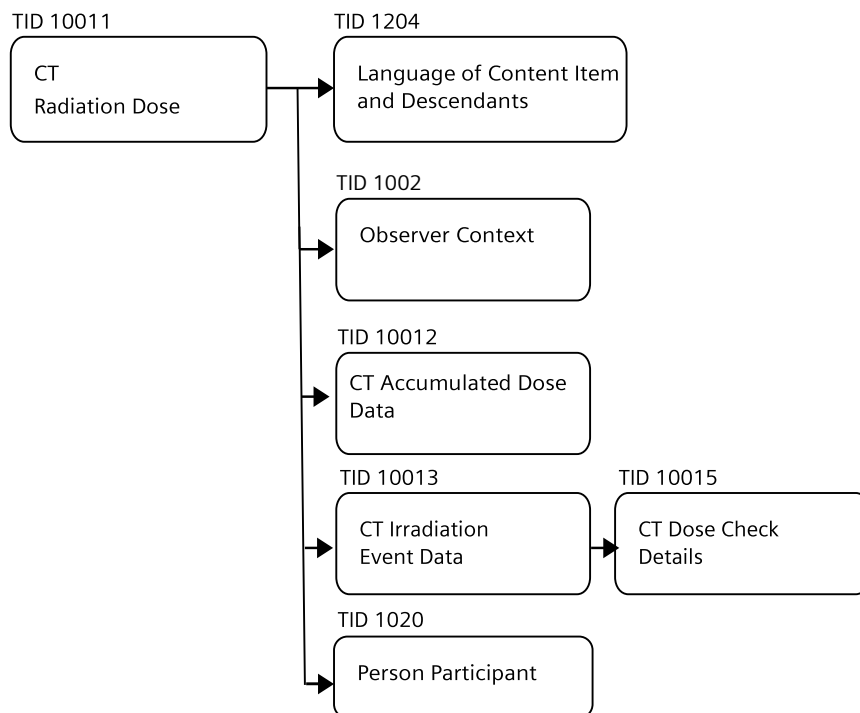 TID 10011
CT
Radiation Dose
TID 1204
Language of Content Item
and Descendants
TID 1002
Observer Context
TID 10012
CT Accumulated Dose
Data
TID 10013
CT Irradiation
Event Data
TID 10015
CT Dose Check
Details
TID 1020
Person Participant